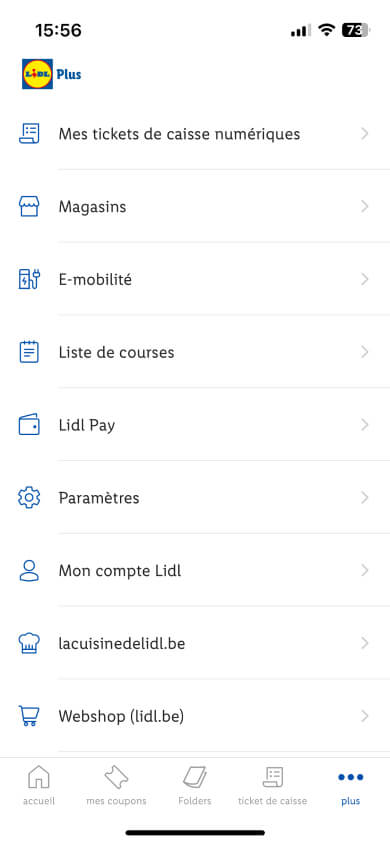 15:56
73
LIDL Plus
Mes tickets de caisse numériques
Magasins
E-mobilité
Liste de courses
Lidl Pay
Paramètres
Mon compte Lidl
lacuisinedelidl.be
Webshop (lidl.be)
accueil
mes coupons
Folders
ticket de caisse
plus